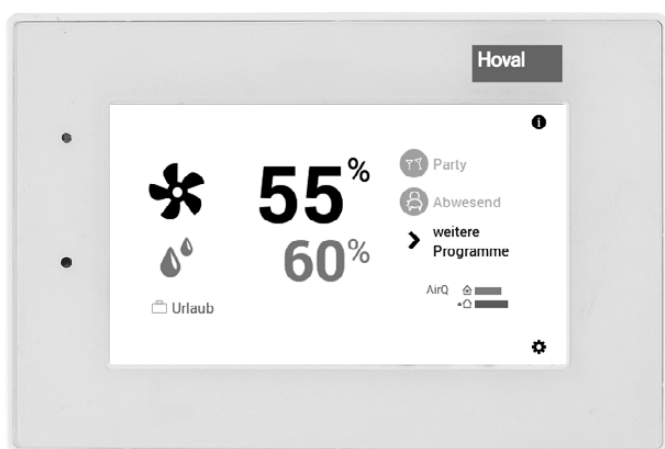 Hoval
55%
60%
Party
Abwesend
weitere
Programme
AirQ
Urlaub